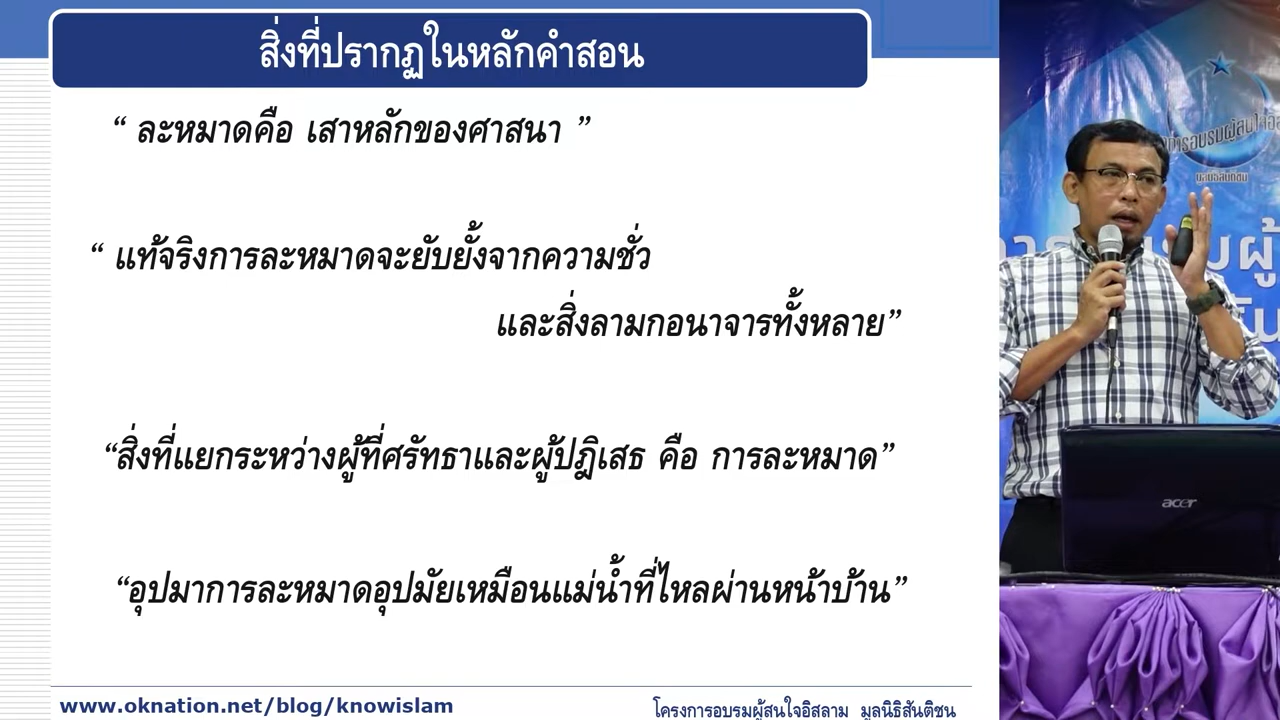 สิ่งที่ปรากฏในหลักคำสอน
“ ละหมาดคือ เสาหลักของศาสนา ”
“ แท้จริงการละหมาดจะยับยั้งจากความชั่ว
และสิ่งลามกอนาจารทั้งหลาย”
“สิ่งที่แยกระหว่างผู้ที่ศรัทธาและผู้ปฎิเสธ คือ การละหมาด”
“อุปมาการละหมาดอุปมัยเหมือนแม่น้ำที่ไหลผ่านหน้าบ้าน”
www.oknation.net/blog/knowislam
โครงการอบรมผู้สนใจอิสลาม มูลนิธิสันติชน
มูลนิธิสันติชน
acer